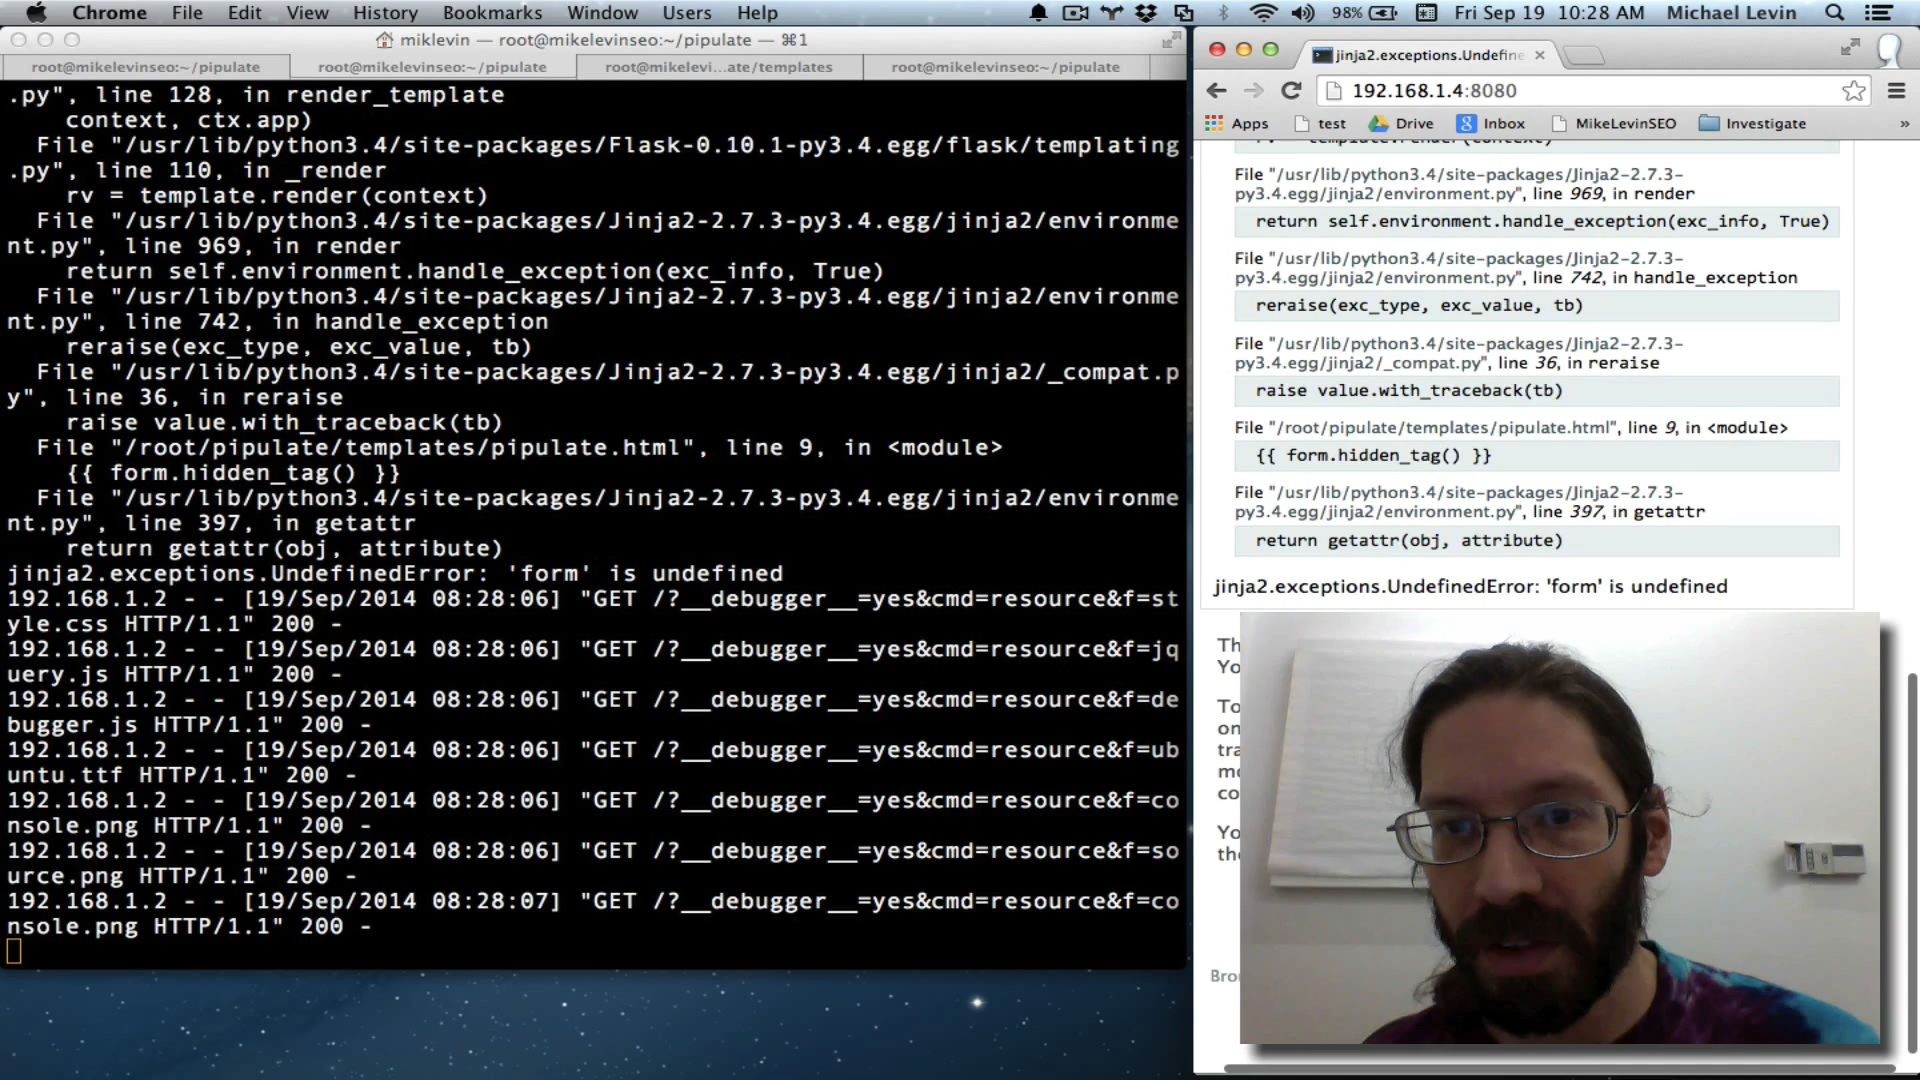 Chrome File Edit View History Bookmarks Window Users Help 98% Fri Sep 19 10:28 AM Michael Levin
miklevin — root@mikelevinseo:~/pipulate — ⌘1
root@mikelevinseo:~/pipulate root@mikelevinseo:~/pipulate root@mikelevi...ate/templates root@mikelevinseo:~/pipulate
.py", line 128, in render_template
context, ctx.app)
File "/usr/lib/python3.4/site-packages/Flask-0.10.1-py3.4.egg/flask/templating
.py", line 110, in _render
rv = template.render(context)
File "/usr/lib/python3.4/site-packages/Jinja2-2.7.3-py3.4.egg/jinja2/environme
nt.py", line 969, in render
return self.environment.handle_exception(exc_info, True)
File "/usr/lib/python3.4/site-packages/Jinja2-2.7.3-py3.4.egg/jinja2/environme
nt.py", line 742, in handle_exception
reraise(exc_type, exc_value, tb)
File "/usr/lib/python3.4/site-packages/Jinja2-2.7.3-py3.4.egg/jinja2/_compat.p
y", line 36, in reraise
raise value.with_traceback(tb)
File "/root/pipulate/templates/pipulate.html", line 9, in <module>
{{ form.hidden_tag() }}
File "/usr/lib/python3.4/site-packages/Jinja2-2.7.3-py3.4.egg/jinja2/environme
nt.py", line 397, in getattr
return getattr(obj, attribute)
jinja2.exceptions.UndefinedError: 'form' is undefined
192.168.1.2 - - [19/Sep/2014 08:28:06] "GET /?__debugger__=yes&cmd=resource&f=st
yle.css HTTP/1.1" 200 -
192.168.1.2 - - [19/Sep/2014 08:28:06] "GET /?__debugger__=yes&cmd=resource&f=jq
uery.js HTTP/1.1" 200 -
192.168.1.2 - - [19/Sep/2014 08:28:06] "GET /?__debugger__=yes&cmd=resource&f=de
bugger.js HTTP/1.1" 200 -
192.168.1.2 - - [19/Sep/2014 08:28:06] "GET /?__debugger__=yes&cmd=resource&f=ub
untu.ttf HTTP/1.1" 200 -
192.168.1.2 - - [19/Sep/2014 08:28:06] "GET /?__debugger__=yes&cmd=resource&f=co
nsole.png HTTP/1.1" 200 -
192.168.1.2 - - [19/Sep/2014 08:28:06] "GET /?__debugger__=yes&cmd=resource&f=so
urce.png HTTP/1.1" 200 -
192.168.1.2 - - [19/Sep/2014 08:28:07] "GET /?__debugger__=yes&cmd=resource&f=co
nsole.png HTTP/1.1" 200 -
jinja2.exceptions.Undefine
192.168.1.4:8080
Apps test Drive Inbox MikeLevinSEO Investigate »
rv = template.render(context)
File "/usr/lib/python3.4/site-packages/Jinja2-2.7.3-
py3.4.egg/jinja2/environment.py", line 969, in render
return self.environment.handle_exception(exc_info, True)
File "/usr/lib/python3.4/site-packages/Jinja2-2.7.3-
py3.4.egg/jinja2/environment.py", line 742, in handle_exception
reraise(exc_type, exc_value, tb)
File "/usr/lib/python3.4/site-packages/Jinja2-2.7.3-
py3.4.egg/jinja2/_compat.py", line 36, in reraise
raise value.with_traceback(tb)
File "/root/pipulate/templates/pipulate.html", line 9, in <module>
{{ form.hidden_tag() }}
File "/usr/lib/python3.4/site-packages/Jinja2-2.7.3-
py3.4.egg/jinja2/environment.py", line 397, in getattr
return getattr(obj, attribute)
jinja2.exceptions.UndefinedError: 'form' is undefined